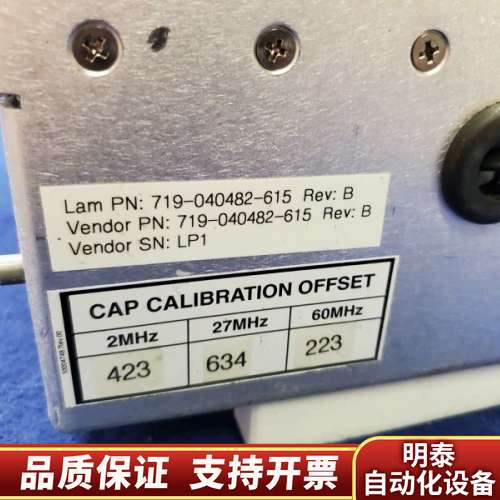 Lam PN: 719-040482-615 Rev: B
Vendor PN: 719-040482-615 Rev: B
Vendor SN: LP1
CAP CALIBRATION OFFSET
2MHz 27MHz 60MHz
423 634 223
品质保证 支持开票
明泰
自动化设备